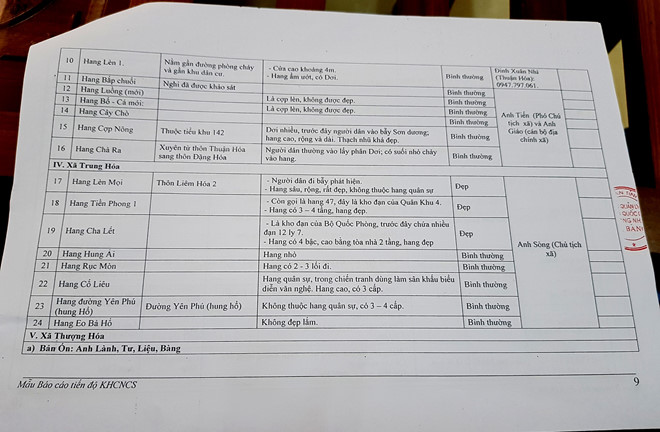 10 Hang Lèn 1. Nằm gần đường phòng cháy và gần khu dân cư. - Cửa cao khoảng 4m. - Hang ẩm ướt, có Dơi. Bình thường Đinh Xuân Nhi (Thuận Hóa): 0947.797.061.
11 Hang Bắp chuối Nghi đã được khảo sát Bình thường
12 Hang Luồng (mới) Bình thường
13 Hang Bồ - Cá mới: Là cợp lèn, không được đẹp. Bình thường
14 Hang Cây Chò Là cợp lèn, không được đẹp. Bình thường
Anh Tiến (Phó Chủ
tịch xã) và Anh
Giáo (cán bộ địa
chính xã)
15 Hang Cợp Nông Thuộc tiểu khu 142 Dơi nhiều, trước đây người dân vào bẫy Sơn dương;
hang cao, rộng và dài. Thạch nhũ khá đẹp. Bình thường
16 Hang Chà Ra Xuyên từ thôn Thuận Hóa
sang thôn Đặng Hóa Người dân thường vào lấy phân Dơi; có suối nhỏ chảy
vào hang. Bình thường
IV. Xã Trung Hóa
17 Hang Lèn Mọi Thôn Liêm Hóa 2 - Người dân đi bẫy phát hiện.
- Hang sâu, rộng, rất đẹp, không thuộc hang quân sự Đẹp
18 Hang Tiền Phong 1 - Còn gọi là hang 47, đây là kho đạn của Quân Khu 4.
- Hang có 3 – 4 tầng, hang đẹp. Đẹp
19 Hang Cha Lết - Là kho đạn của Bộ Quốc Phòng, trước đây chứa nhiều
đạn 12 ly 7.
- Hang có 4 bậc, cao bằng tòa nhà 2 tầng, hang đẹp Đẹp
Anh Sòng (Chủ tịch
xã)
20 Hang Hung Ai Hang nhỏ Bình thường
21 Hang Rục Mòn Hang có 2 - 3 lối đi. Bình thường
22 Hang Cổ Liêu Hang quân sự, trong chiến tranh dùng làm sân khấu biểu
diễn văn nghệ. Hang cao, có 3 cấp. Bình thường
23 Hang đường Yên Phú
(hung Hố) Đường Yên Phú (hung hố) Không thuộc hang quân sự, có 3 – 4 cấp. Bình thường
24 Hang Eo Bà Hồ Không đẹp lắm. Bình thường
V. Xã Thượng Hóa
a) Bản Ón: Anh Lành, Tư, Liệu, Bàng
Mẫu Báo cáo tiến độ KHCNCS 9